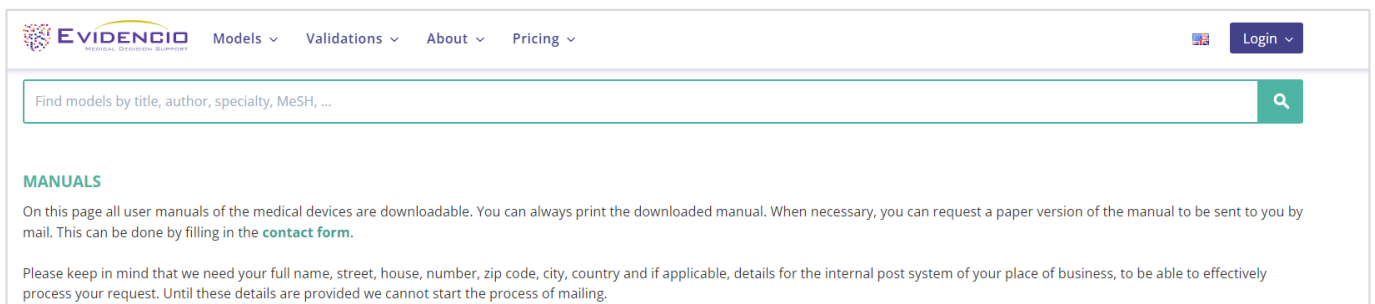 EVIDENCIO
MEDICAL DECISION SUPPORT
Models
Validations
About
Pricing
Login
Find models by title, author, specialty, MeSH, ...
MANUALS
On this page all user manuals of the medical devices are downloadable. You can always print the downloaded manual. When necessary, you can request a paper version of the manual to be sent to you by
mail. This can be done by filling in the contact form.
Please keep in mind that we need your full name, street, house, number, zip code, city, country and if applicable, details for the internal post system of your place of business, to be able to effectively
process your request. Until these details are provided we cannot start the process of mailing.